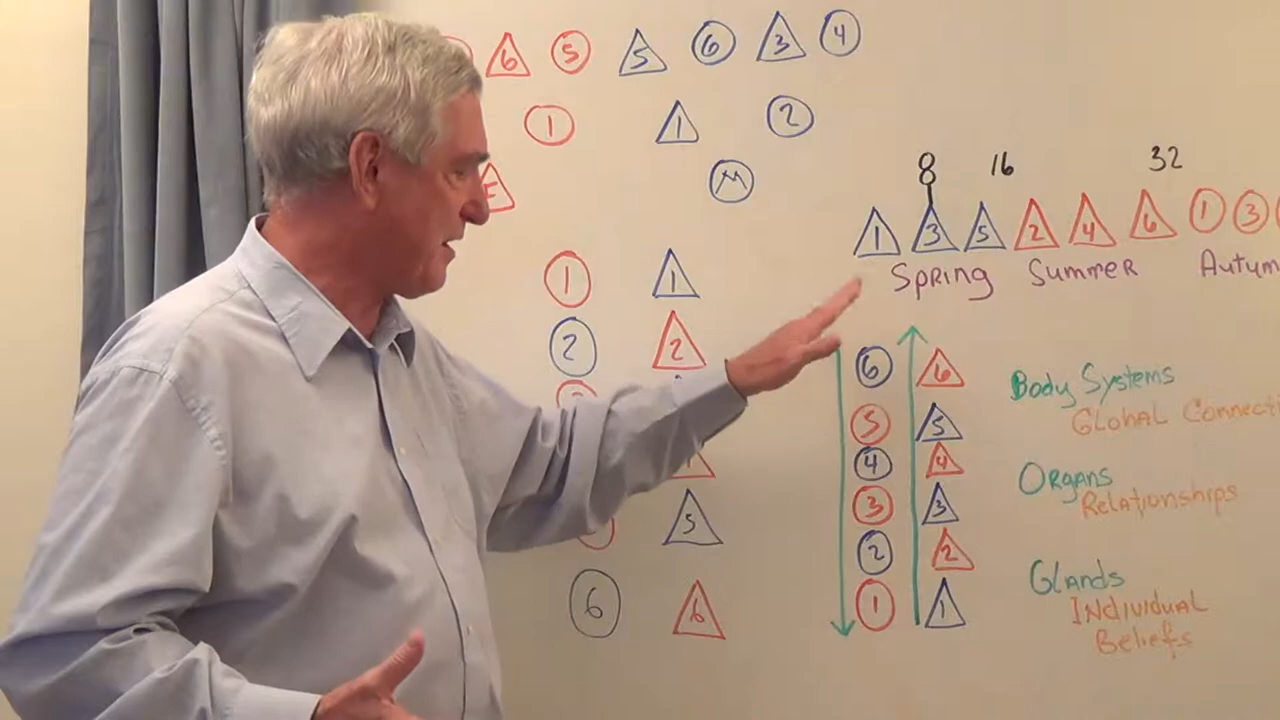 6 5 5 6 3 4
1 1 2
F M
8 16 32
1 3 5 2 4 6 1 3
Spring Summer
1 1
2 2
5
6 6
6 6
5 5
4 4
3 3
2 2
1 1
Body Systems
Global
Organs
Relationships
Glands
Individual
Beliefs